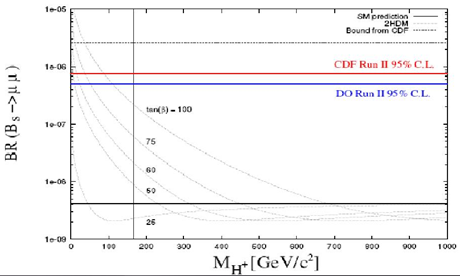 1e-05
SM prediction
2HDM
Bound from CDF
1e-06
CDF Run II 95% C.L.
DO Run II 95% C.L.
tan(β) = 100
1e-07
75
60
50
1e-08
25
1e-09
0 100 200 300 400 500 600 700 800 900 1000
BR (Bs->μμ)
MH+ [GeV/c²]